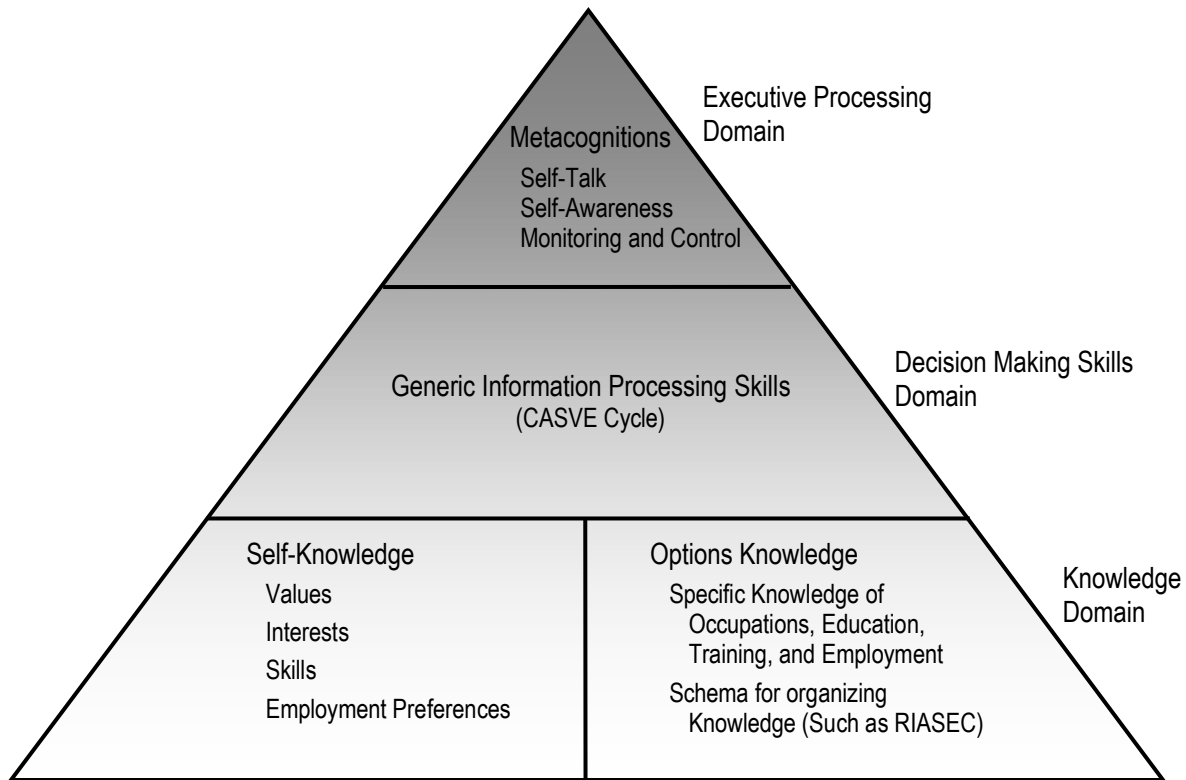 Executive Processing
Domain
Metacognitions
Self-Talk
Self-Awareness
Monitoring and Control
Decision Making Skills
Domain
Generic Information Processing Skills
(CASVE Cycle)
Self-Knowledge
Values
Interests
Skills
Employment Preferences
Options Knowledge
Specific Knowledge of
Occupations, Education,
Training, and Employment
Schema for organizing
Knowledge (Such as RIASEC)
Knowledge
Domain